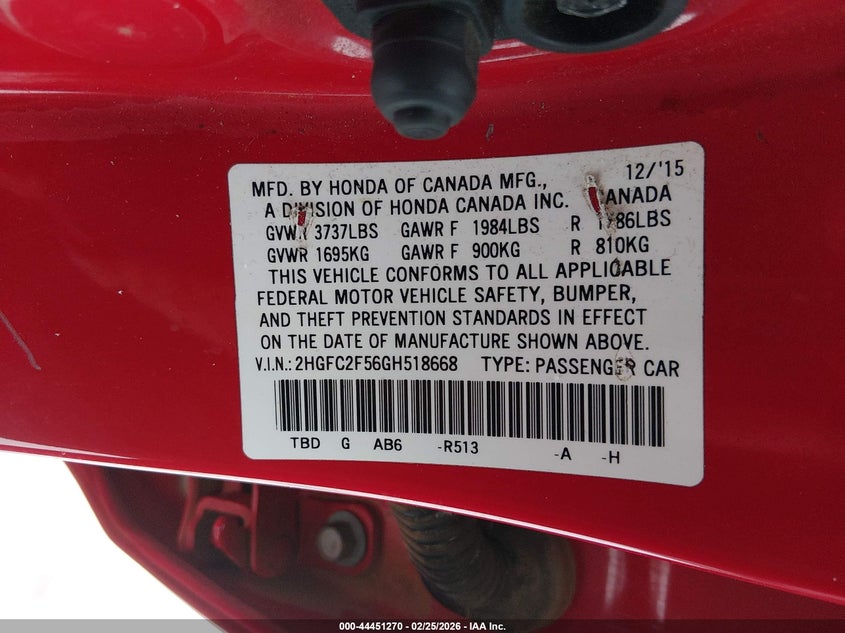 12/'15
MFD. BY HONDA OF CANADA MFG.,
A DIVISION OF HONDA CANADA INC. CANADA
GVWR 3737LBS GAWR F 1984LBS R 1786LBS
GVWR 1695KG GAWR F 900KG R 810KG
THIS VEHICLE CONFORMS TO ALL APPLICABLE
FEDERAL MOTOR VEHICLE SAFETY, BUMPER,
AND THEFT PREVENTION STANDARDS IN EFFECT
ON THE DATE OF MANUFACTURE SHOWN ABOVE.
V.I.N.: 2HGFC2F56GH518668 TYPE: PASSENGER CAR
TBD G AB6 -R513 -A -H
000-44451270 - 02/25/2026 - IAA Inc.